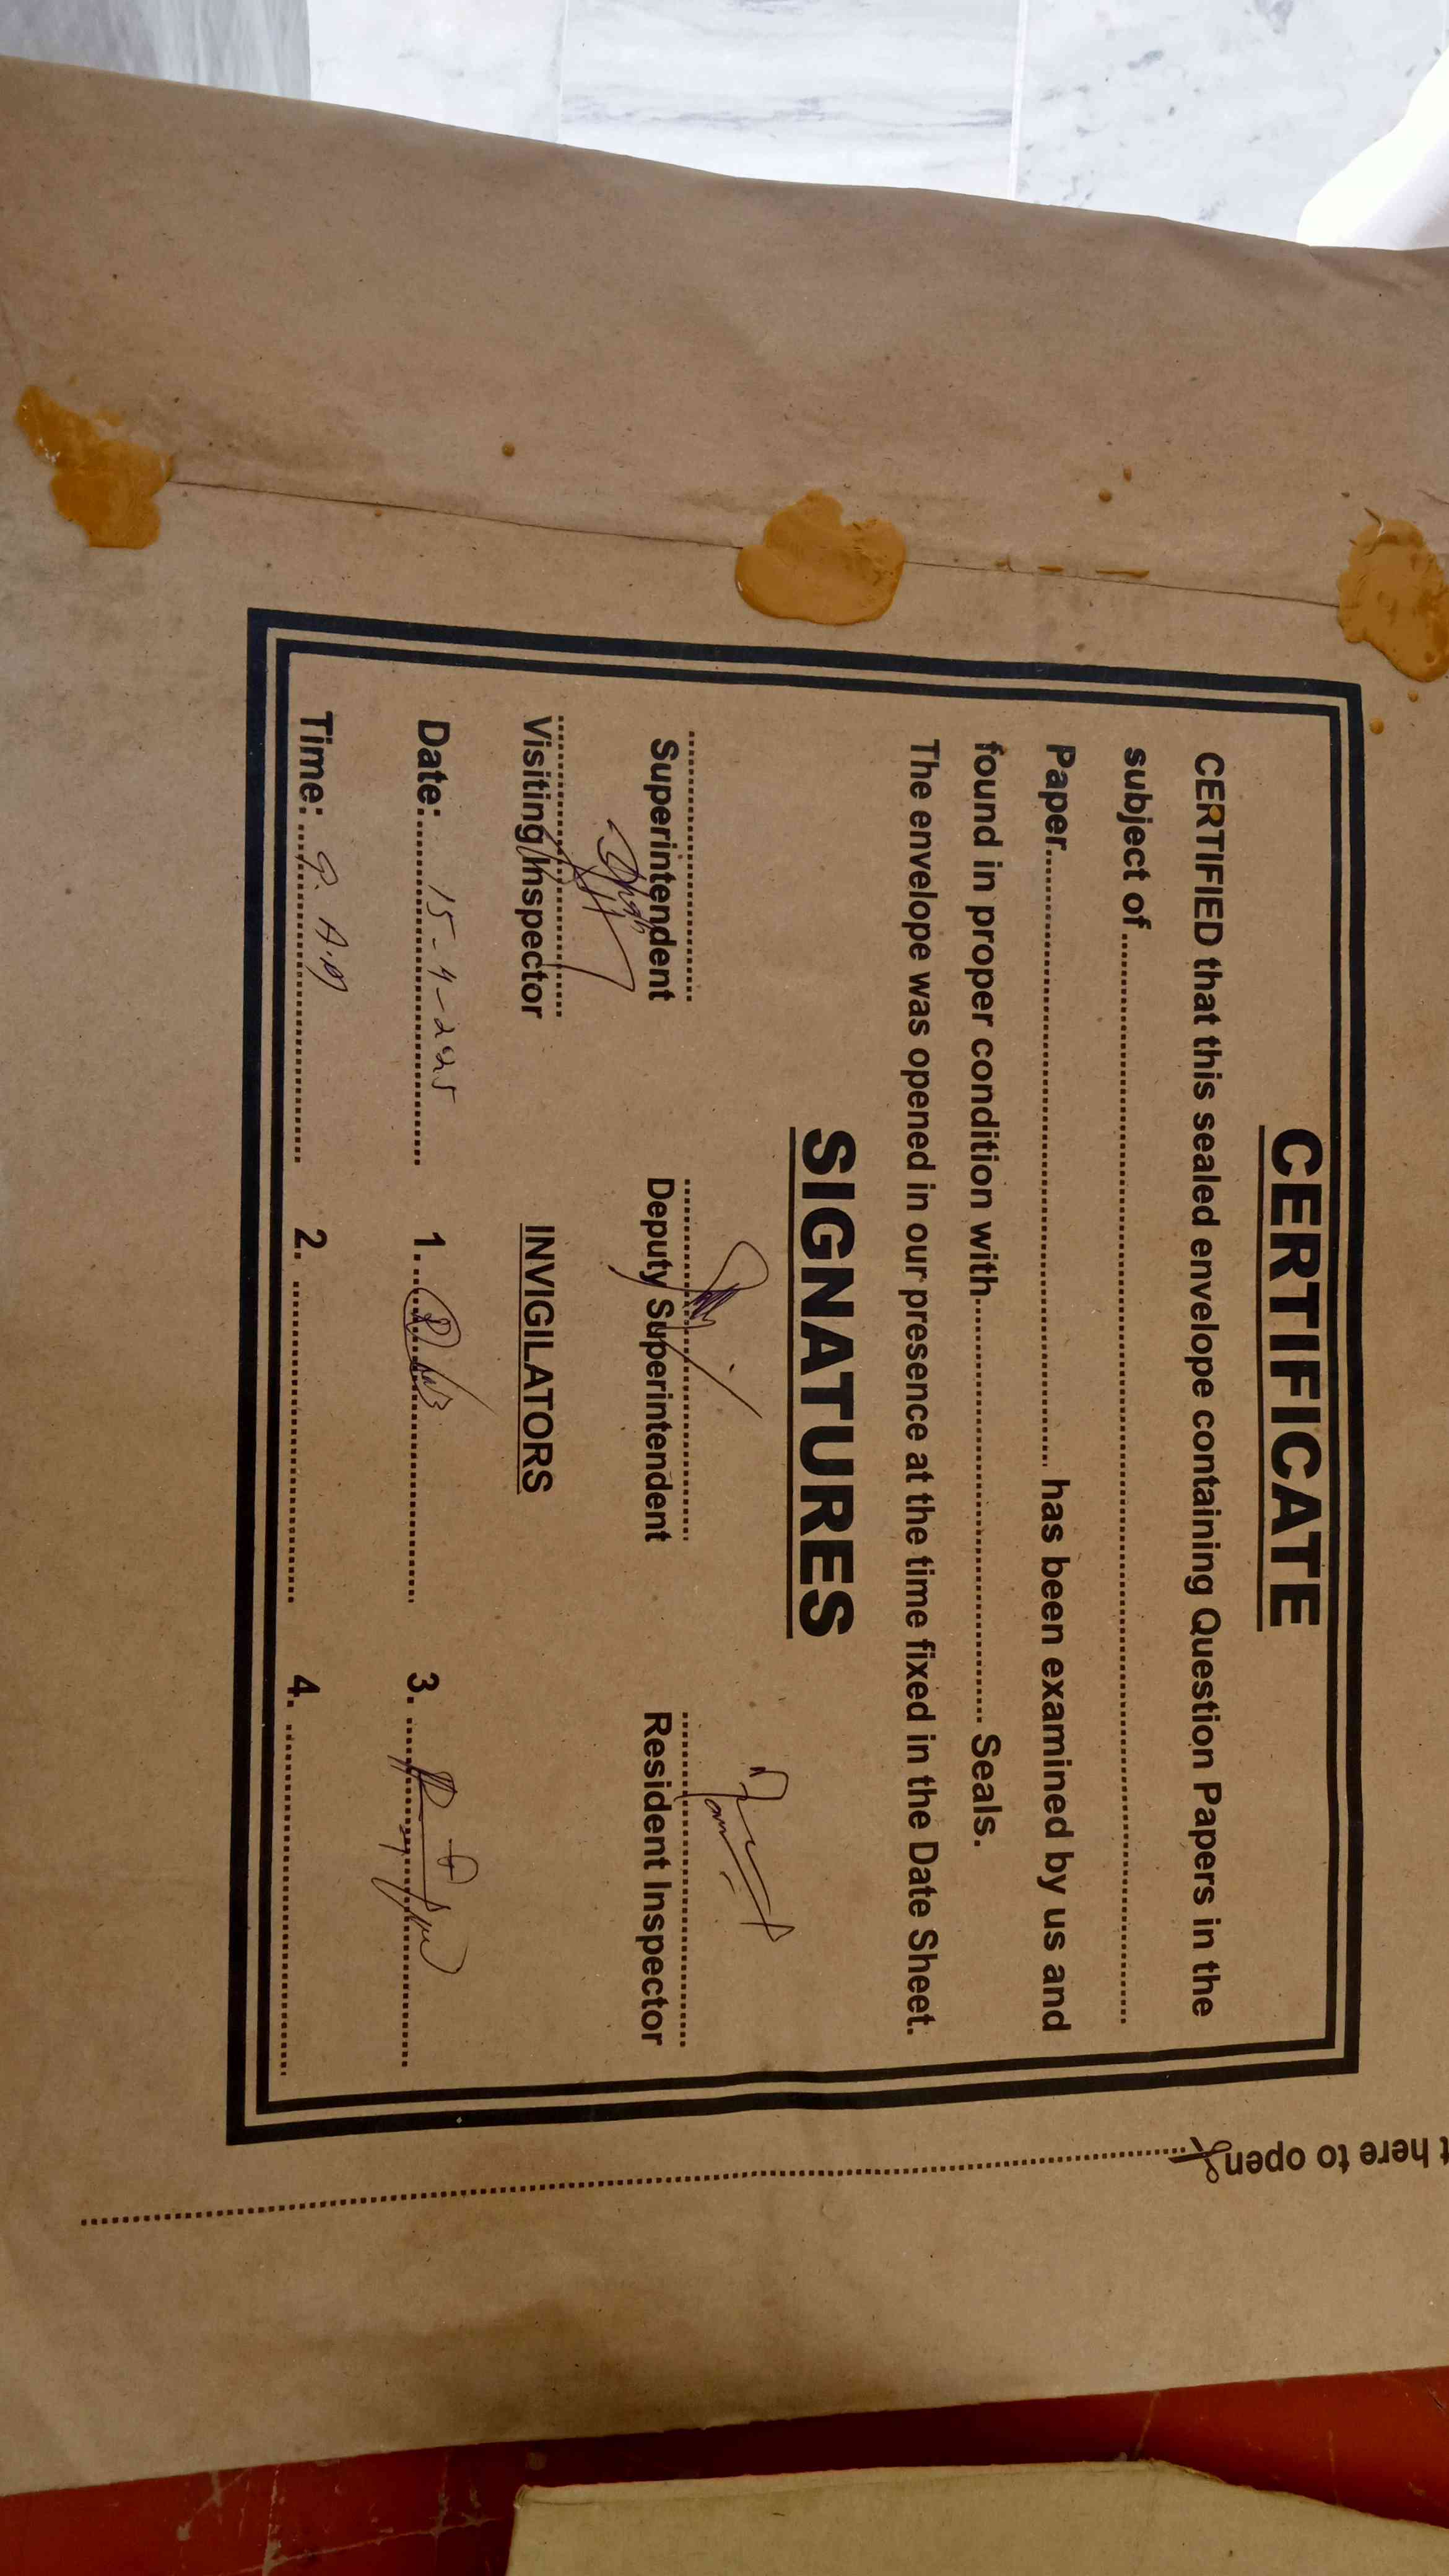 CERTIFICATE
CERTIFIED that this sealed envelope containing Question Papers in the
subject of
Paper has been examined by us and
found in proper condition with Seals.
The envelope was opened in our presence at the time fixed in the Date Sheet.
SIGNATURES
Superintendent Deputy Superintendent Resident Inspector
Visiting Inspector INVIGILATORS
Date: 15-4-2025 1. 3.
Time: 9. A.M 2. 4.
t here to open